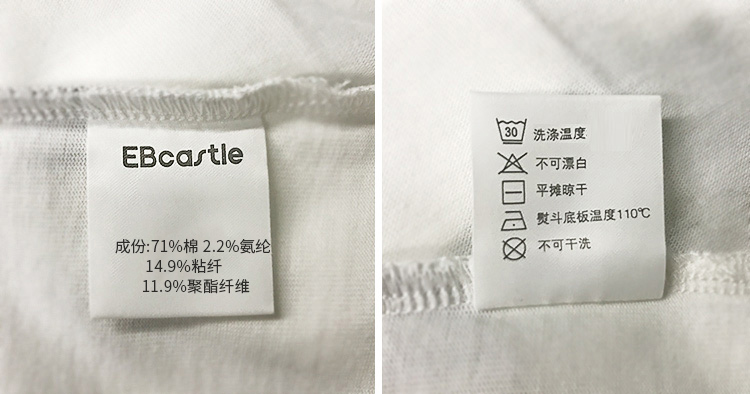 EBcastle
成份:71%棉 2.2%氨纶
14.9%粘纤
11.9%聚酯纤维
30 洗涤温度
不可漂白
平摊晾干
熨斗底板温度110℃
不可干洗